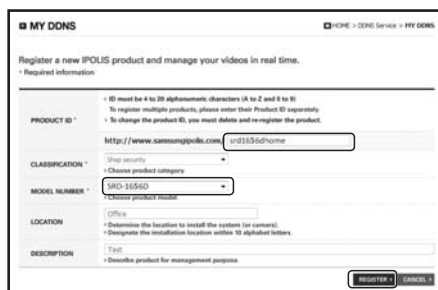 MY DDNS
HOME > DDNS Service > MY DDNS
Register a new IPOLIS product and manage your videos in real time.
* Required information
PRODUCT ID *
• ID must be 4 to 20 alphanumeric characters (A to Z and 0 to 9)
To register multiple products, please enter their Product ID separately.
• To change the product ID, you must delete and re-register the product.
http://www.samsungipolis.com/ srd1656dhome
CLASSIFICATION *
Shop security
• Choose product category
MODEL NUMBER *
SRD-1656D
• Choose product model.
LOCATION
Office
• Determine the location to install the system (or camera).
• Designate the installation location within 10 alphabet letters.
DESCRIPTION
Test
• Describe product for management purpose.
REGISTER CANCEL